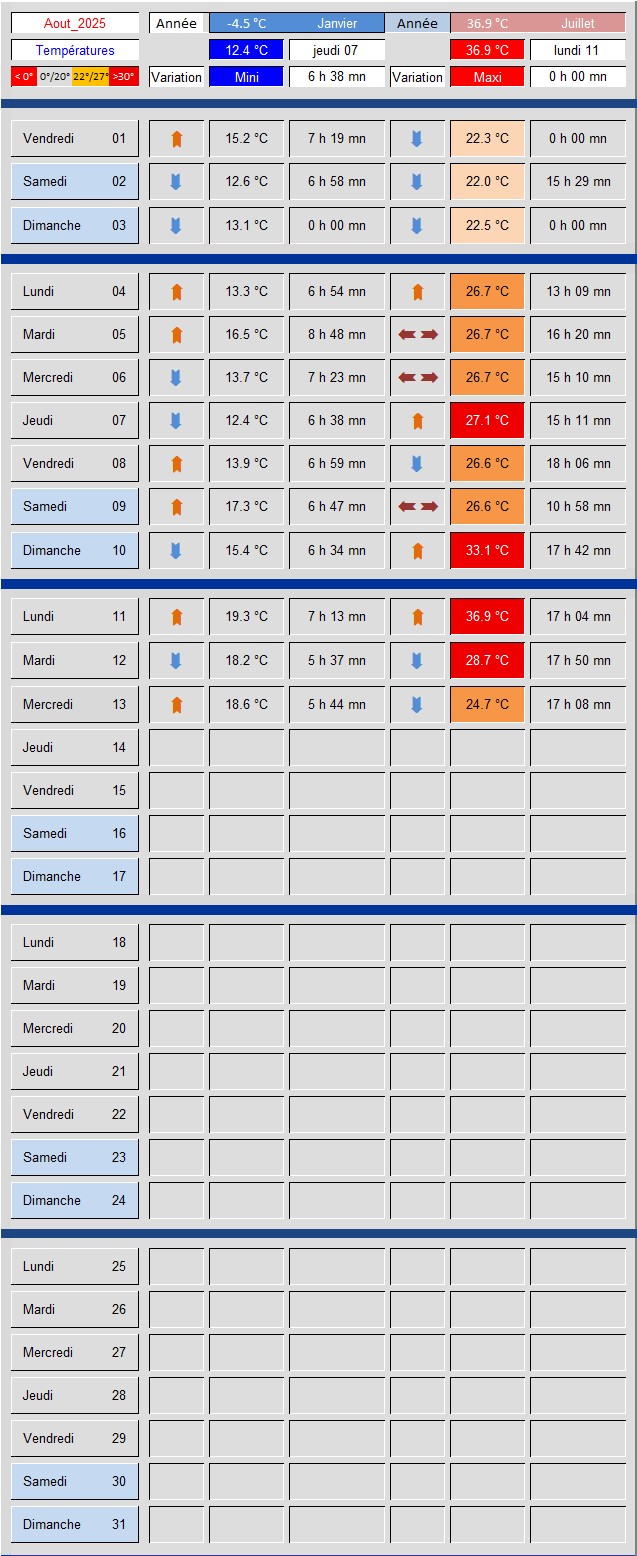 Aout_2025 Année -4.5 °C Janvier Année 36.9 °C Juillet
Températures 12.4 °C jeudi 07 36.9 °C lundi 11
< 0° 0°/20° 22°/27° >30° Variation Mini 6 h 38 mn Variation Maxi 0 h 00 mn
Vendredi 01 15.2 °C 7 h 19 mn 22.3 °C 0 h 00 mn
Samedi 02 12.6 °C 6 h 58 mn 22.0 °C 15 h 29 mn
Dimanche 03 13.1 °C 0 h 00 mn 22.5 °C 0 h 00 mn
Lundi 04 13.3 °C 6 h 54 mn 26.7 °C 13 h 09 mn
Mardi 05 16.5 °C 8 h 48 mn 26.7 °C 16 h 20 mn
Mercredi 06 13.7 °C 7 h 23 mn 26.7 °C 15 h 10 mn
Jeudi 07 12.4 °C 6 h 38 mn 27.1 °C 15 h 11 mn
Vendredi 08 13.9 °C 6 h 59 mn 26.6 °C 18 h 06 mn
Samedi 09 17.3 °C 6 h 47 mn 26.6 °C 10 h 58 mn
Dimanche 10 15.4 °C 6 h 34 mn 33.1 °C 17 h 42 mn
Lundi 11 19.3 °C 7 h 13 mn 36.9 °C 17 h 04 mn
Mardi 12 18.2 °C 5 h 37 mn 28.7 °C 17 h 50 mn
Mercredi 13 18.6 °C 5 h 44 mn 24.7 °C 17 h 08 mn
Jeudi 14
Vendredi 15
Samedi 16
Dimanche 17
Lundi 18
Mardi 19
Mercredi 20
Jeudi 21
Vendredi 22
Samedi 23
Dimanche 24
Lundi 25
Mardi 26
Mercredi 27
Jeudi 28
Vendredi 29
Samedi 30
Dimanche 31